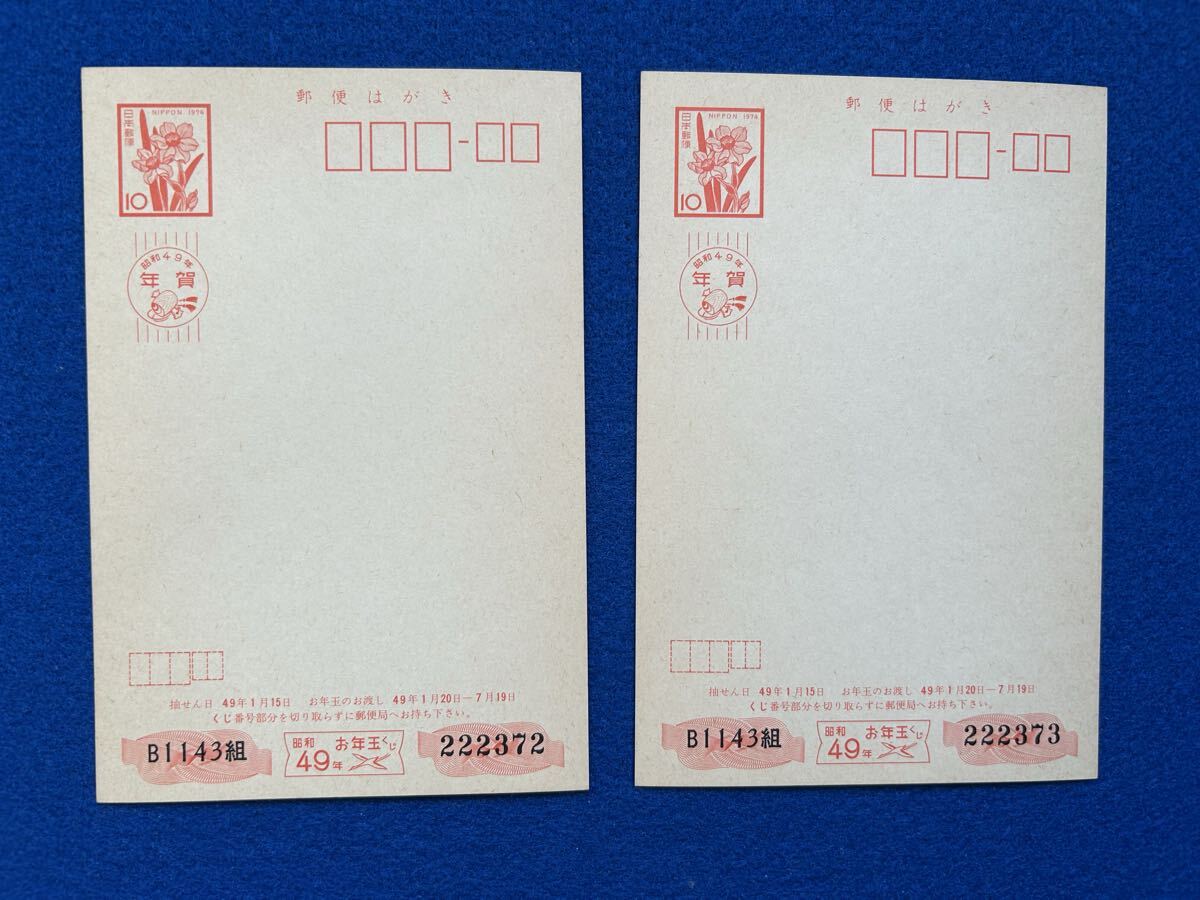 郵便はがき
日本郵便
NIPPON 1974
10
昭和49年
年賀
抽せん日 49年1月15日 お年玉のお渡し 49年1月20日―7月19日
くじ番号部分を切り取らずに郵便局へお持ち下さい。
B1143組
昭和49年
お年玉くじ
222372
郵便はがき
日本郵便
NIPPON 1974
10
昭和49年
年賀
抽せん日 49年1月15日 お年玉のお渡し 49年1月20日―7月19日
くじ番号部分を切り取らずに郵便局へお持ち下さい。
B1143組
昭和49年
お年玉くじ
222373